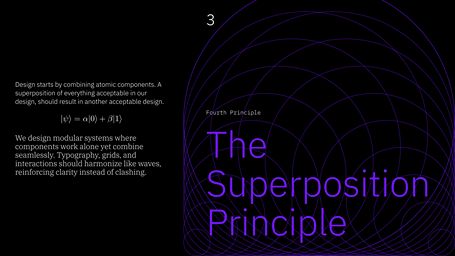 3
Design starts by combining atomic components. A
superposition of everything acceptable in our
design, should result in another acceptable design.
|ψ⟩ = α|0⟩ + β|1⟩
We design modular systems where
components work alone yet combine
seamlessly. Typography, grids, and
interactions should harmonize like waves,
reinforcing clarity instead of clashing.
Fourth Principle
The
Superposition
Principle